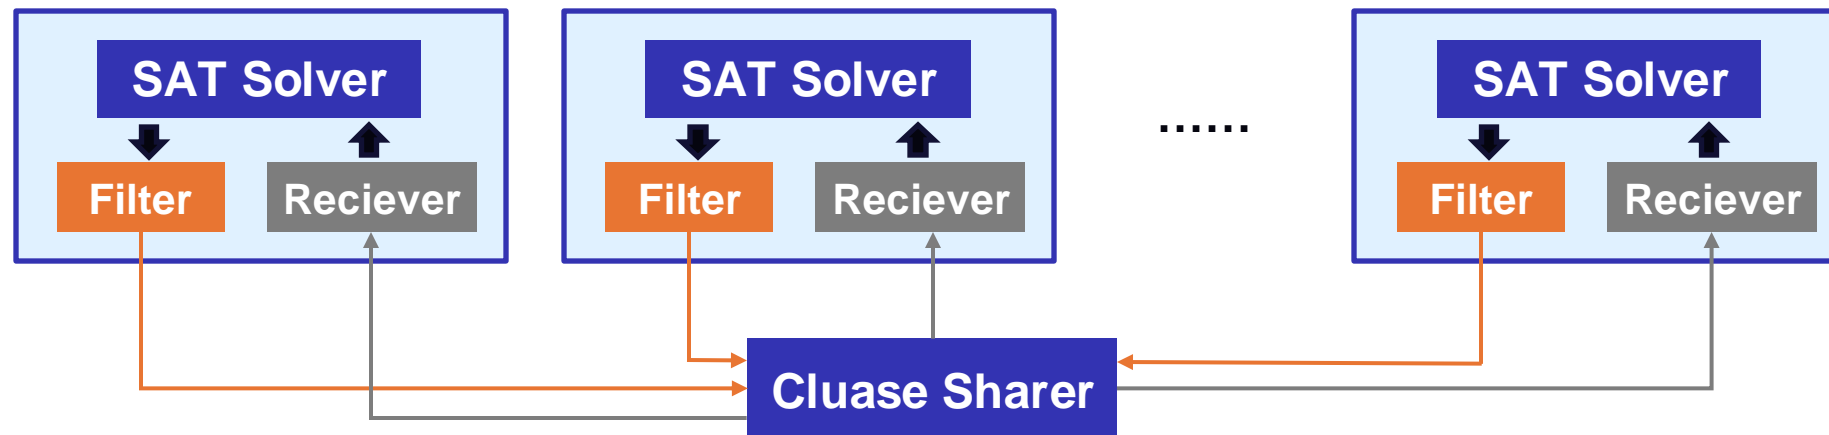 SAT Solver
Filter
Reciever
SAT Solver
Filter
Reciever
......
SAT Solver
Filter
Reciever
Cluase Sharer